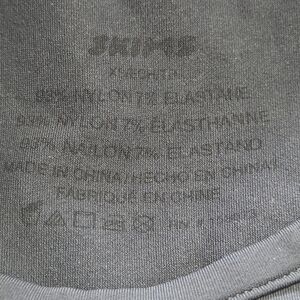 SKIMS
93% NYLON 7% ELASTANE
93% NYLON 7% ELASTHANNE
93% NAILON 7% ELASTANO
MADE IN CHINA/HECHO EN CHINA/
FABRIQUÉ EN CHINE
RN #